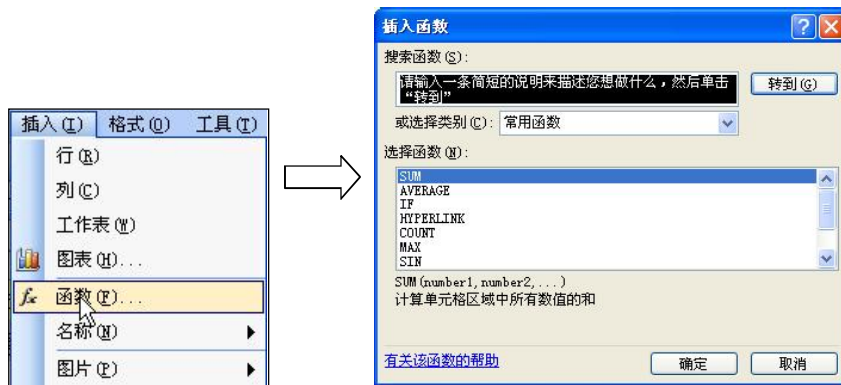 插入(I) 格式(O) 工具(T)
行(R)
列(C)
工作表(W)
图表(H)...
fx 函数(F)...
名称(N)
图片(P)
插入函数
搜索函数(S):
请输入一条简短的说明来描述您想做什么，然后单击
“转到”
转到(G)
或选择类别(C): 常用函数
选择函数(N):
SUM
AVERAGE
IF
HYPERLINK
COUNT
MAX
SIN
SUM(number1,number2,...)
计算单元格区域中所有数值的和
有关该函数的帮助
确定
取消